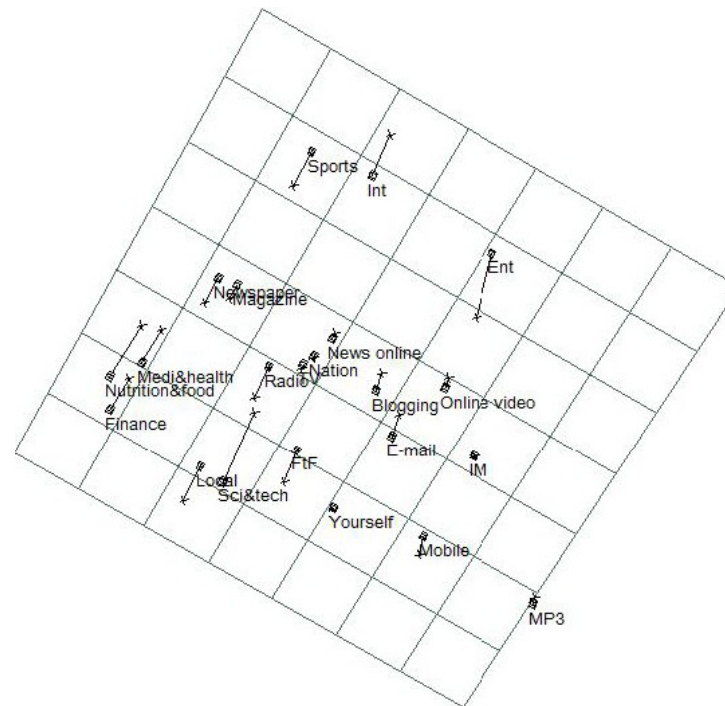 Sports
Int
Ent
Newspaper
Magazine
News online
Nation
TV
Radio
Medi&health
Nutrition&food
Finance
Blogging
Online video
E-mail
IM
FtF
Local
Sci&tech
Yourself
Mobile
MP3